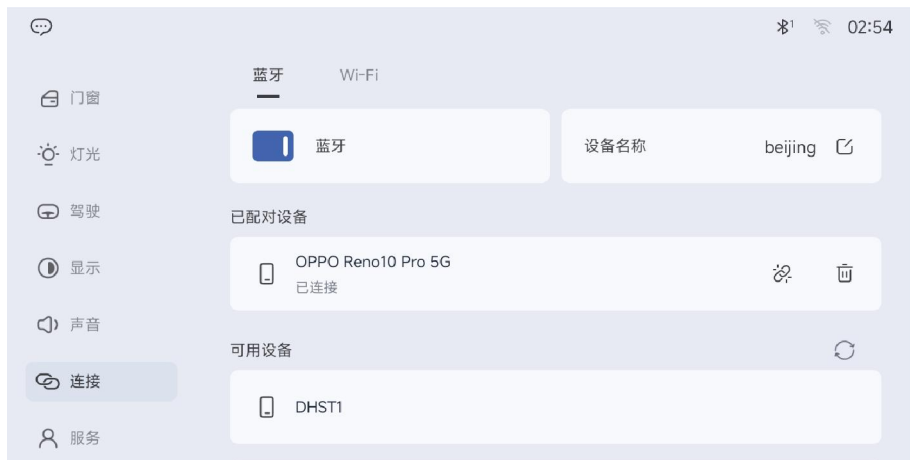 1 02:54
蓝牙 Wi-Fi
门窗
蓝牙 设备名称 beijing
灯光
驾驶 已配对设备
OPPO Reno10 Pro 5G
显示
已连接
声音
可用设备
连接
DHST1
服务